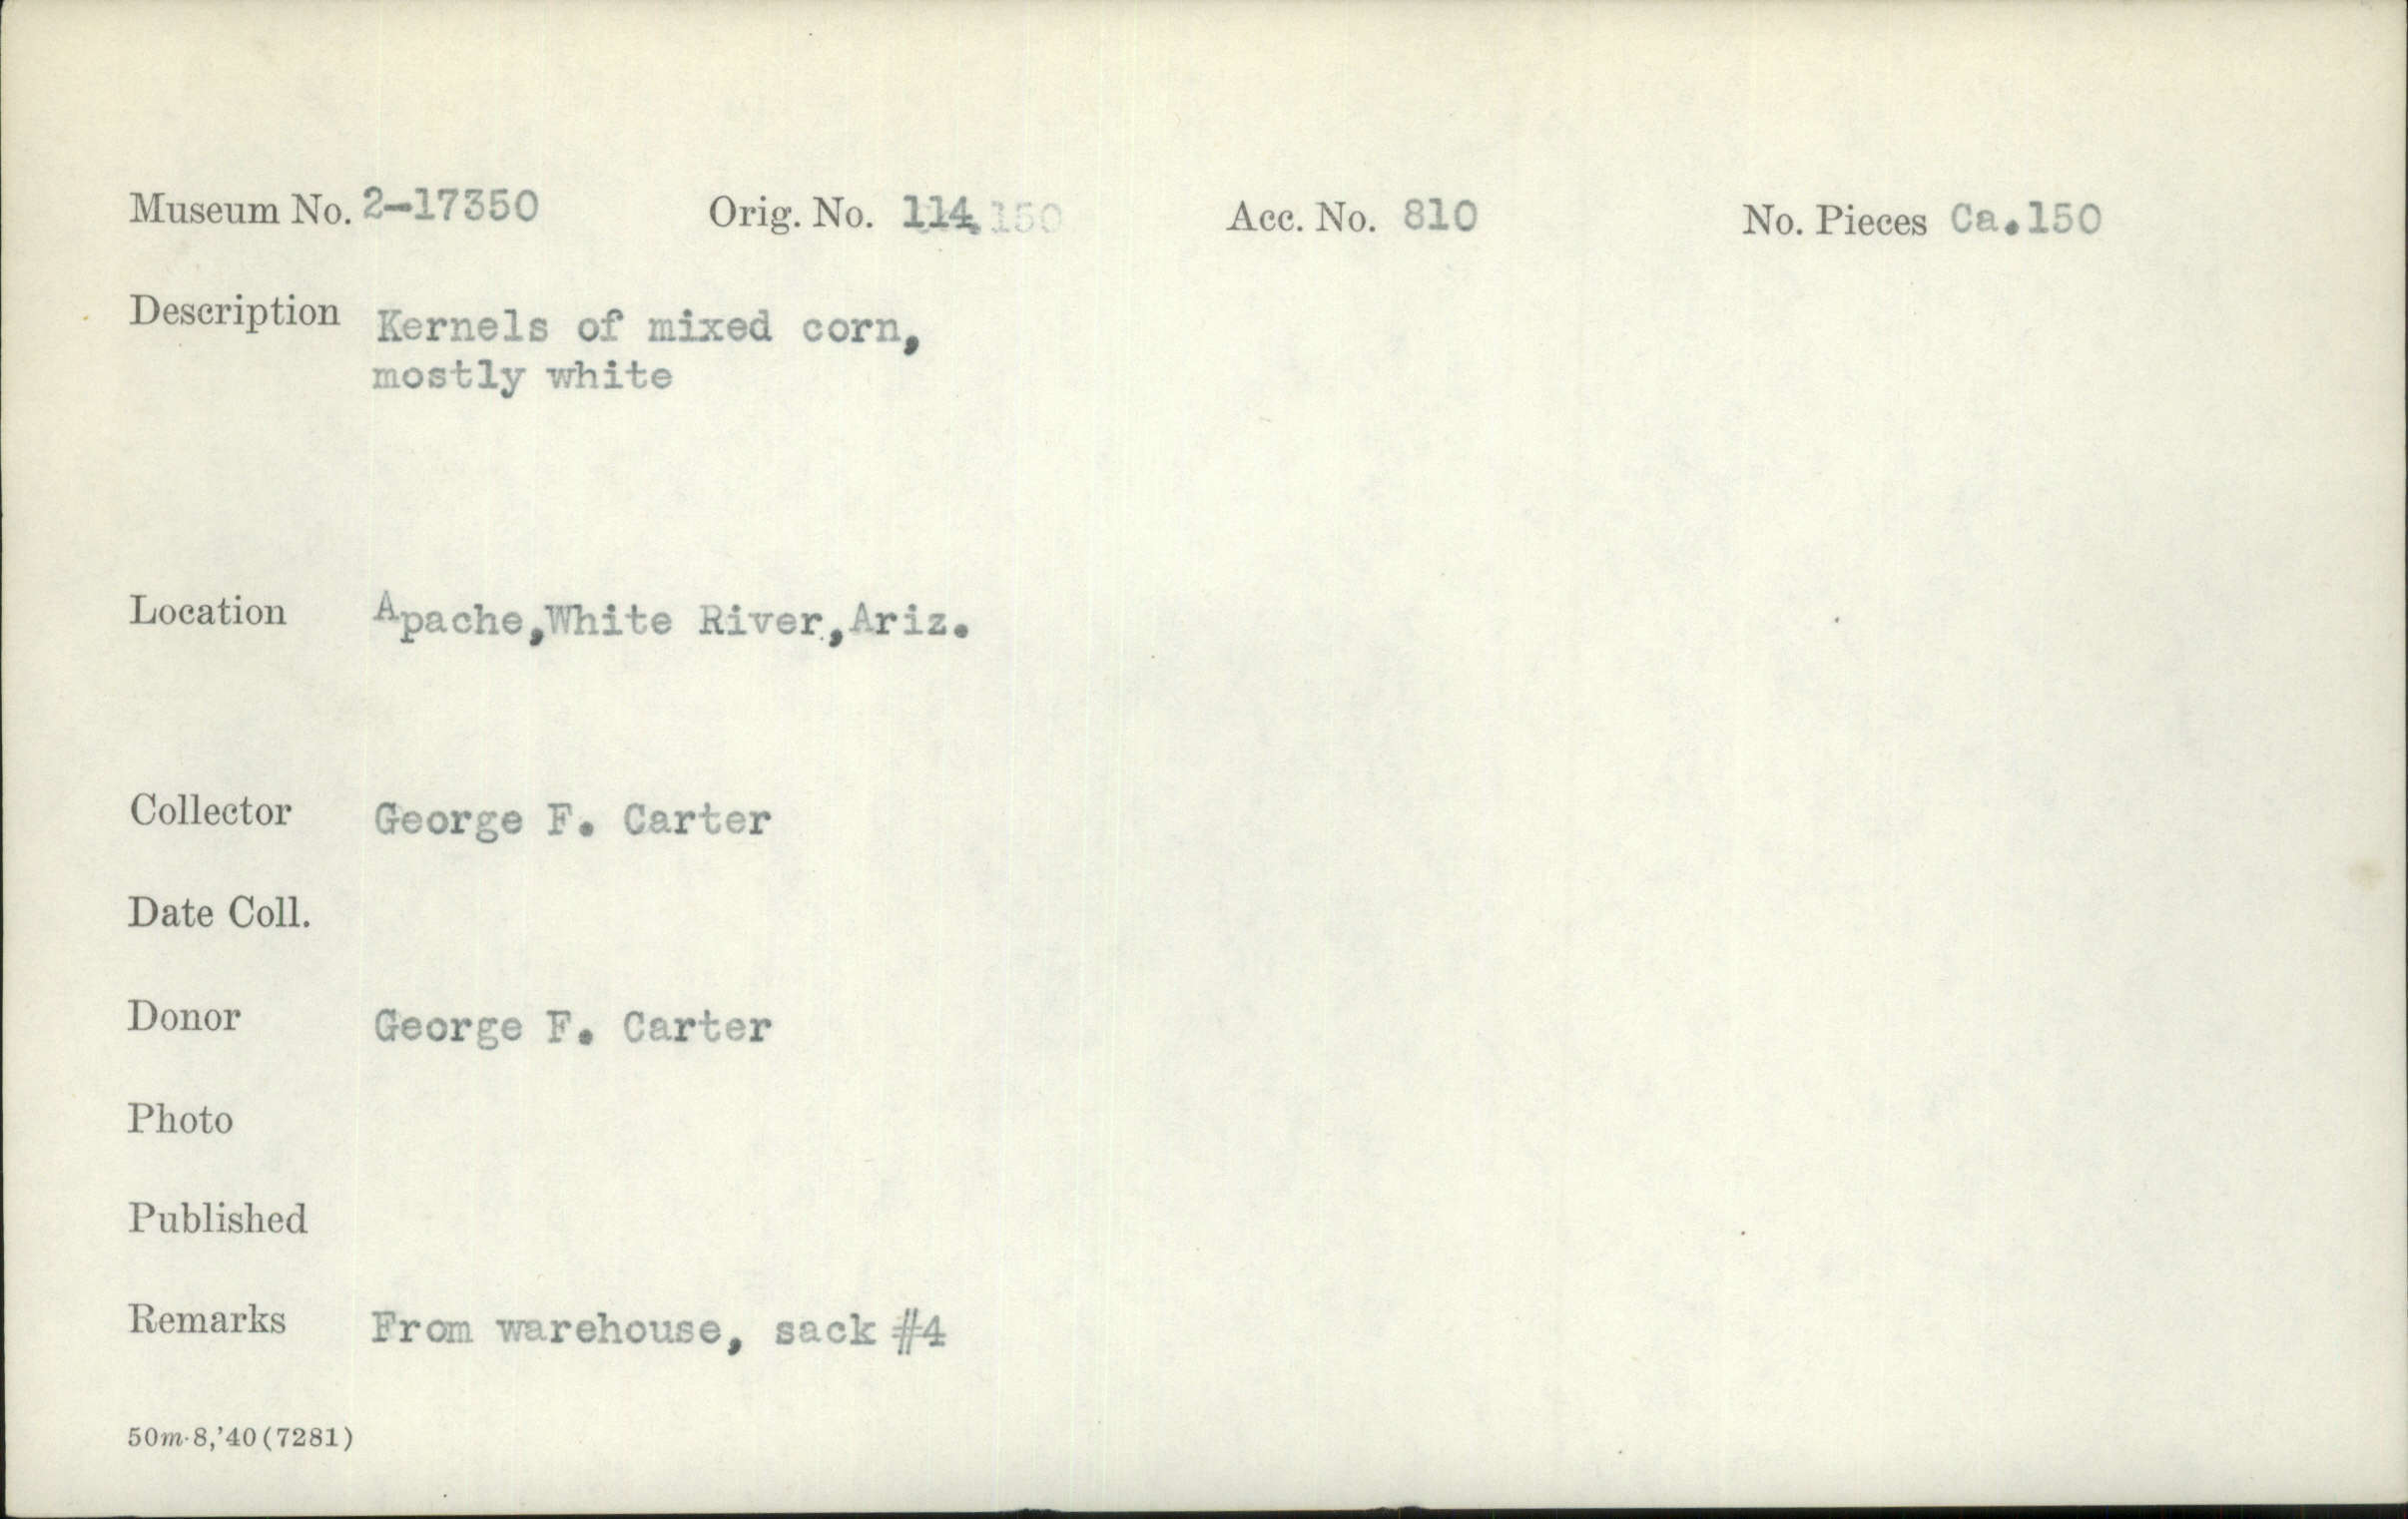 Museum No. 2-17350 Orig. No. 114 Acc. No. 810 No. Pieces Ca.150
Description Kernels of mixed corn,
mostly white
Location Apache,White River,Ariz.
Collector George F. Carter
Date Coll.
Donor George F. Carter
Photo
Published
Remarks From warehouse, sack #4
50m-8,'40(7281)